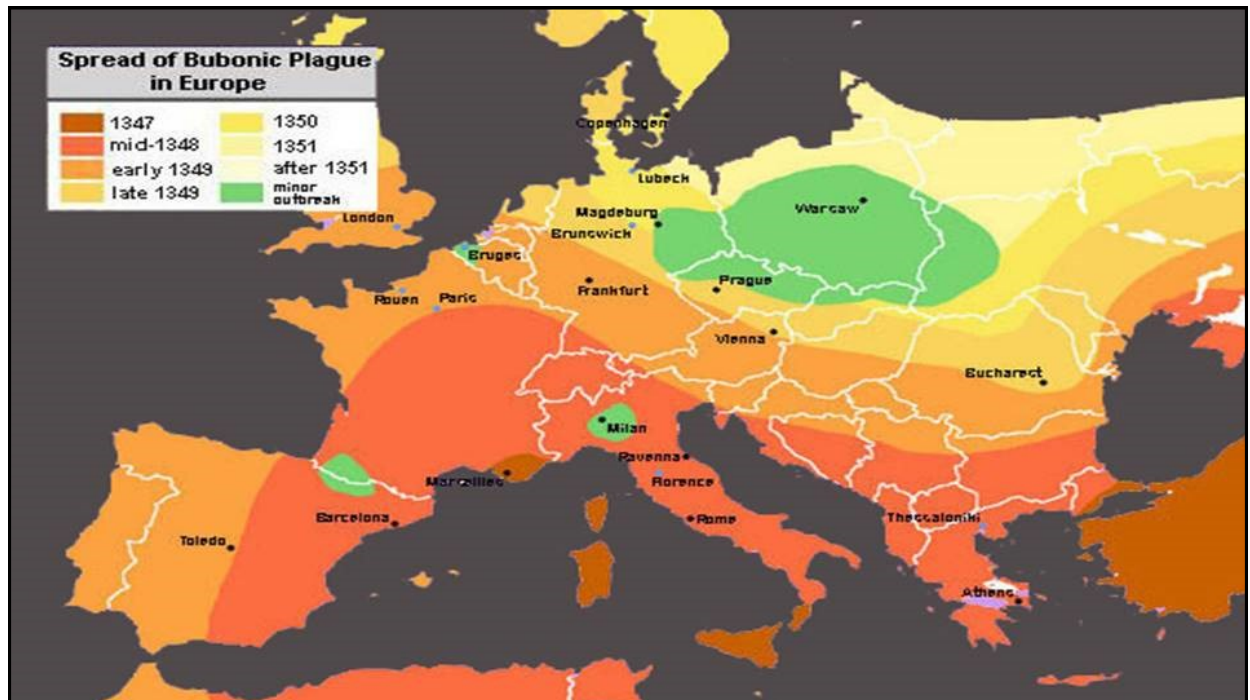 Spread of Bubonic Plague
in Europe
1347
mid-1348
early 1349
late 1349
1350
1351
after 1351
minor
outbreak
Copenhagen
Lubeck
London
Magdeburg
Warsaw
Brunswick
Bruges
Prague
Frankfurt
Rouen
Paris
Vienna
Bucharest
Milan
Ravenna
Marseilles
Florence
Barcelona
Rome
Thessaloniki
Toledo
Athens